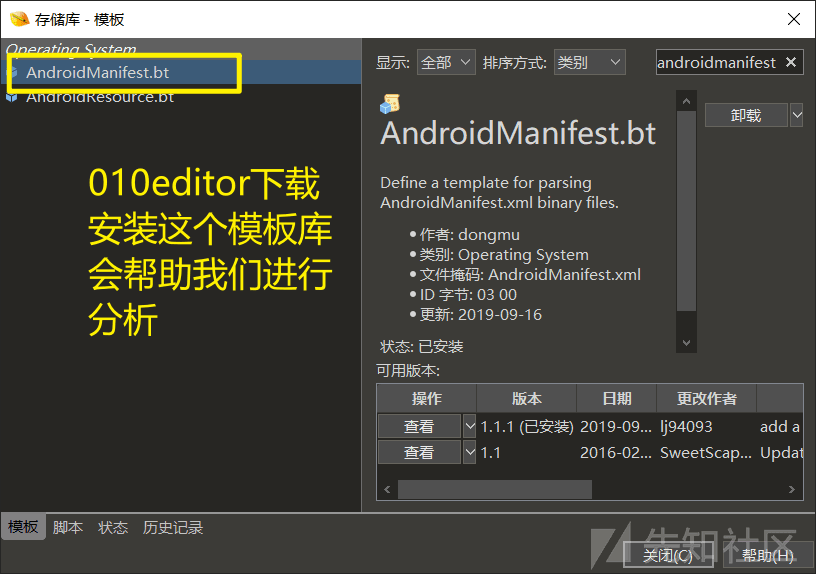 存储库 - 模板
Operating System
AndroidManifest.bt
AndroidResource.bt
010editor下载
安装这个模板库
会帮助我们进行
分析
显示: 全部 排序方式: 类别 androidmanifest
AndroidManifest.bt
卸载
Define a template for parsing
AndroidManifest.xml binary files.
作者: dongmu
类别: Operating System
文件掩码: AndroidManifest.xml
ID 字节: 03 00
更新: 2019-09-16
状态: 已安装
可用版本:
操作 版本 日期 更改作者
查看 1.1.1 (已安装) 2019-09... lj94093 add a
查看 1.1 2016-02... SweetScap... Updat
模板 脚本 状态 历史记录
先知社区
关闭(C) 帮助(H)